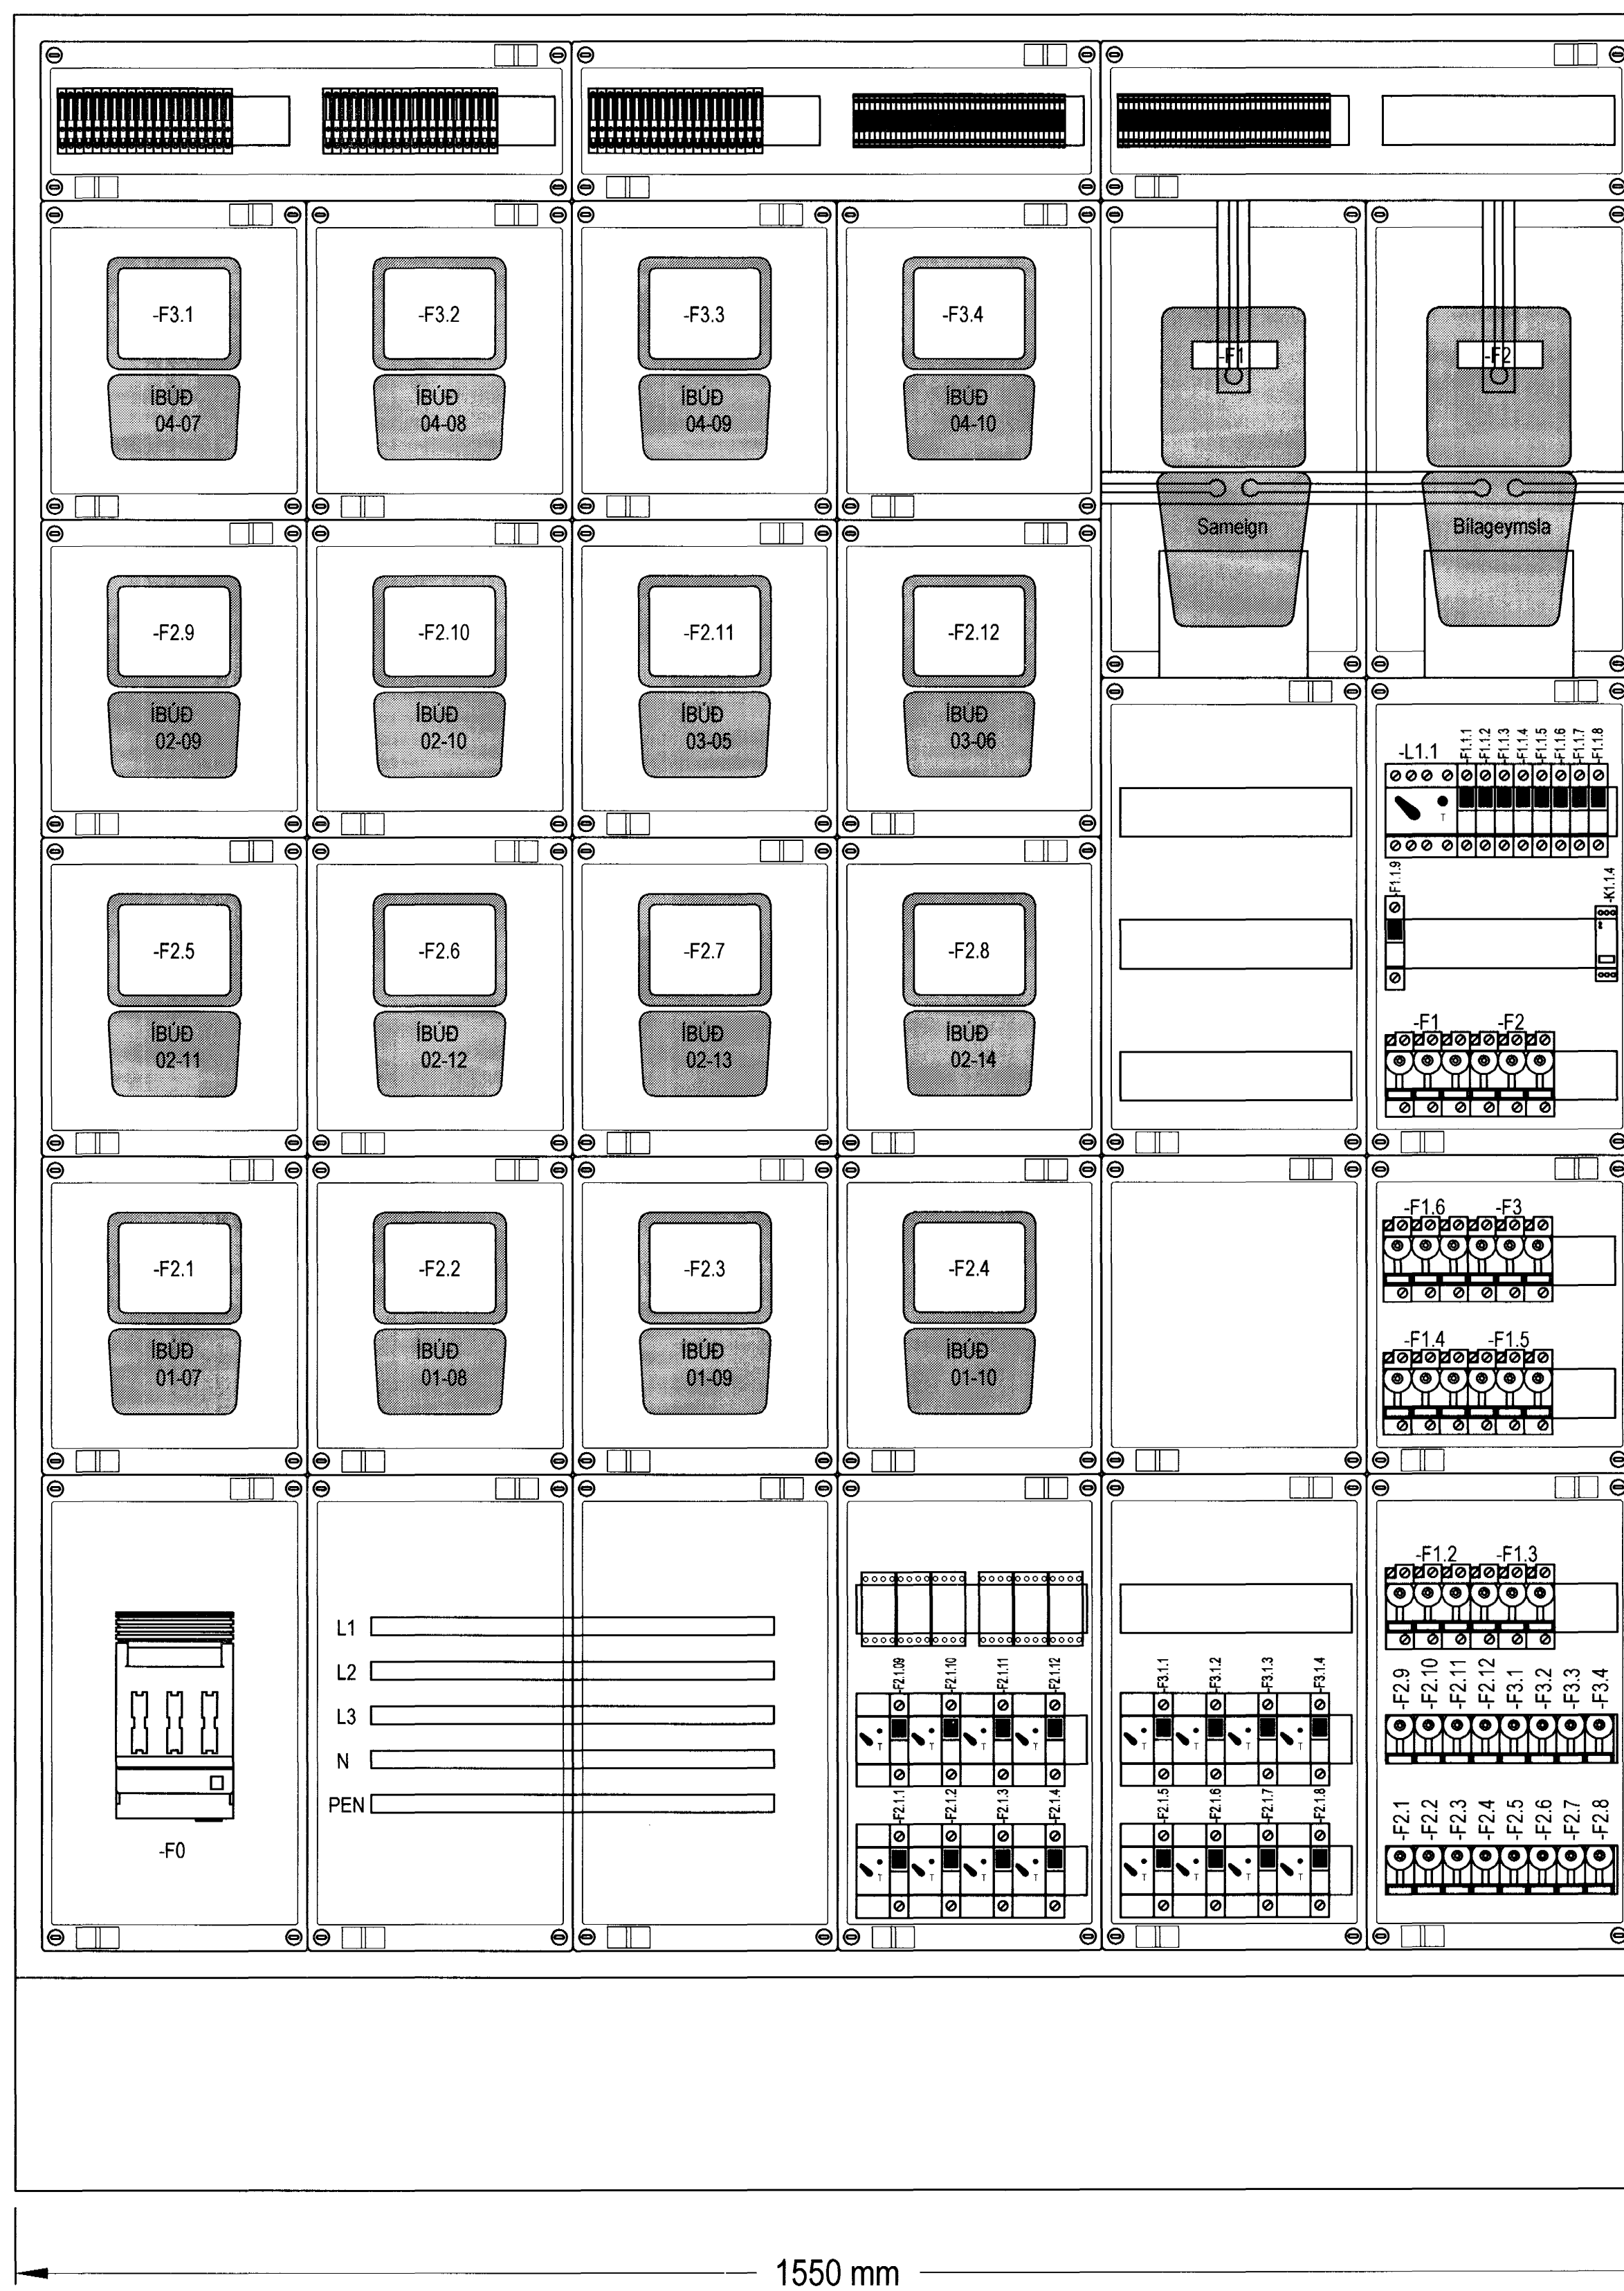 -F3.1
-F3.2
-F3.3
-F3.4
-F1
-F2
ÍBÚÐ
04-07
ÍBÚÐ
04-08
ÍBÚÐ
04-09
ÍBÚÐ
04-10
Sameign
Bílageymsla
-F2.9
-F2.10
-F2.11
-F2.12
ÍBÚÐ
02-09
ÍBÚÐ
02-10
ÍBÚÐ
03-05
ÍBÚÐ
03-06
-L1.1
-F1.1.1
-F1.1.2
-F1.1.3
-F1.1.4
-F1.1.5
-F1.1.6
-F1.1.7
-F1.1.8
T
-F1.1.9
-K1.1.4
-F2.5
-F2.6
-F2.7
-F2.8
ÍBÚÐ
02-11
ÍBÚÐ
02-12
ÍBÚÐ
02-13
ÍBÚÐ
02-14
-F1
-F2
-F2.1
-F2.2
-F2.3
-F2.4
ÍBÚÐ
01-07
ÍBÚÐ
01-08
ÍBÚÐ
01-09
ÍBÚÐ
01-10
-F1.6
-F3
-F1.4
-F1.5
-F0
L1
L2
L3
N
PEN
-F2.1.09
-F2.1.10
-F2.1.11
-F2.1.12
T T T T
-F2.1.1
-F2.1.2
-F2.1.3
-F2.1.4
T T T T
-F3.1.1
-F3.1.2
-F3.1.3
-F3.1.4
T T T T
-F2.1.5
-F2.1.6
-F2.1.7
-F2.1.8
T T T T
-F1.2
-F1.3
-F2.9
-F2.10
-F2.11
-F2.12
-F3.1
-F3.2
-F3.3
-F3.4
-F2.1
-F2.2
-F2.3
-F2.4
-F2.5
-F2.6
-F2.7
-F2.8
1550 mm